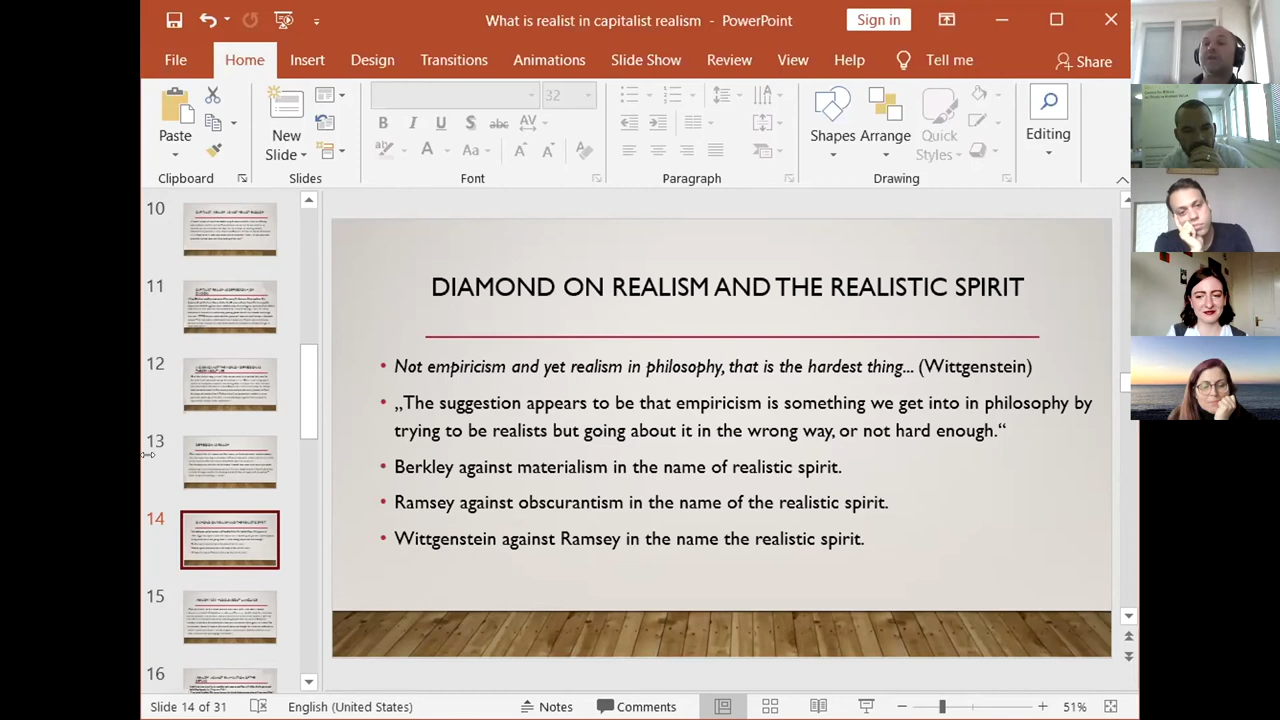 What is realist in capitalist realism - PowerPoint
Sign in
File Home Insert Design Transitions Animations Slide Show Review View Help Tell me Share
32
Paste New Slide Shapes Arrange Quick Styles Editing
Clipboard Slides Font Paragraph Drawing
10
11
12
13
14
15
16
DIAMOND ON REALISM AND THE REALISTIC SPIRIT
• Not empiricism and yet realism in philosophy, that is the hardest thing... (Wittgenstein)
• „The suggestion appears to be that empiricism is something we get into in philosophy by
trying to be realists but going about it in the wrong way, or not hard enough.“
• Berkley against materialism in the name of realistic spirit.
• Ramsey against obscurantism in the name of the realistic spirit.
• Wittgenstein against Ramsey in the name the realistic spirit.
Slide 14 of 31 English (United States) Notes Comments 51%